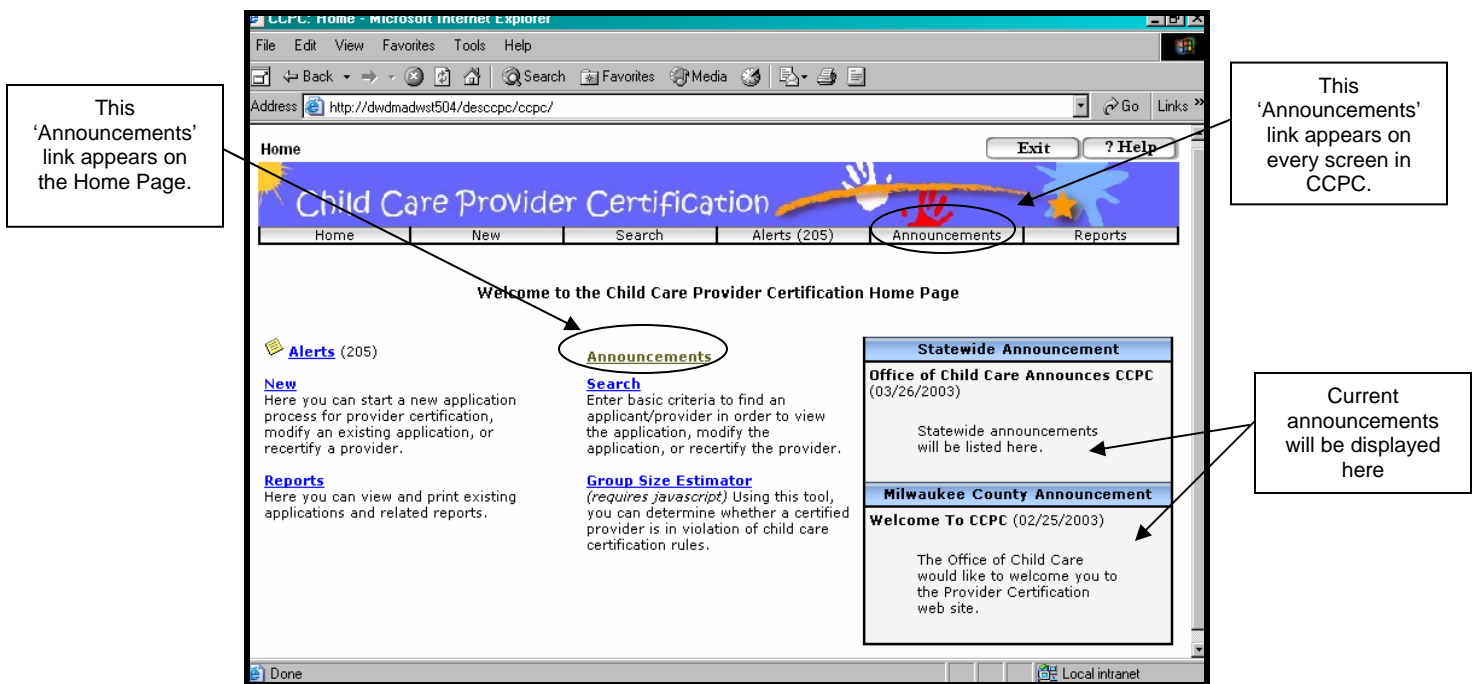 CCPC: Home - Microsoft Internet Explorer
File Edit View Favorites Tools Help
Back Search Favorites Media
Address http://dwdmadwst504/desccpc/ccpc/ Go Links »
This
‘Announcements’
link appears on
the Home Page.
This
‘Announcements’
link appears on
every screen in
CCPC.
Home Exit ? Help
Child Care Provider Certification
Home New Search Alerts (205) Announcements Reports
Welcome to the Child Care Provider Certification Home Page
Alerts (205)
New
Here you can start a new application
process for provider certification,
modify an existing application, or
recertify a provider.
Reports
Here you can view and print existing
applications and related reports.
Announcements
Search
Enter basic criteria to find an
applicant/provider in order to view
the application, modify the
application, or recertify the provider.
Group Size Estimator
(requires javascript) Using this tool,
you can determine whether a certified
provider is in violation of child care
certification rules.
Statewide Announcement
Office of Child Care Announces CCPC
(03/26/2003)
Statewide announcements
will be listed here.
Milwaukee County Announcement
Welcome To CCPC (02/25/2003)
The Office of Child Care
would like to welcome you to
the Provider Certification
web site.
Current
announcements
will be displayed
here
Done Local intranet